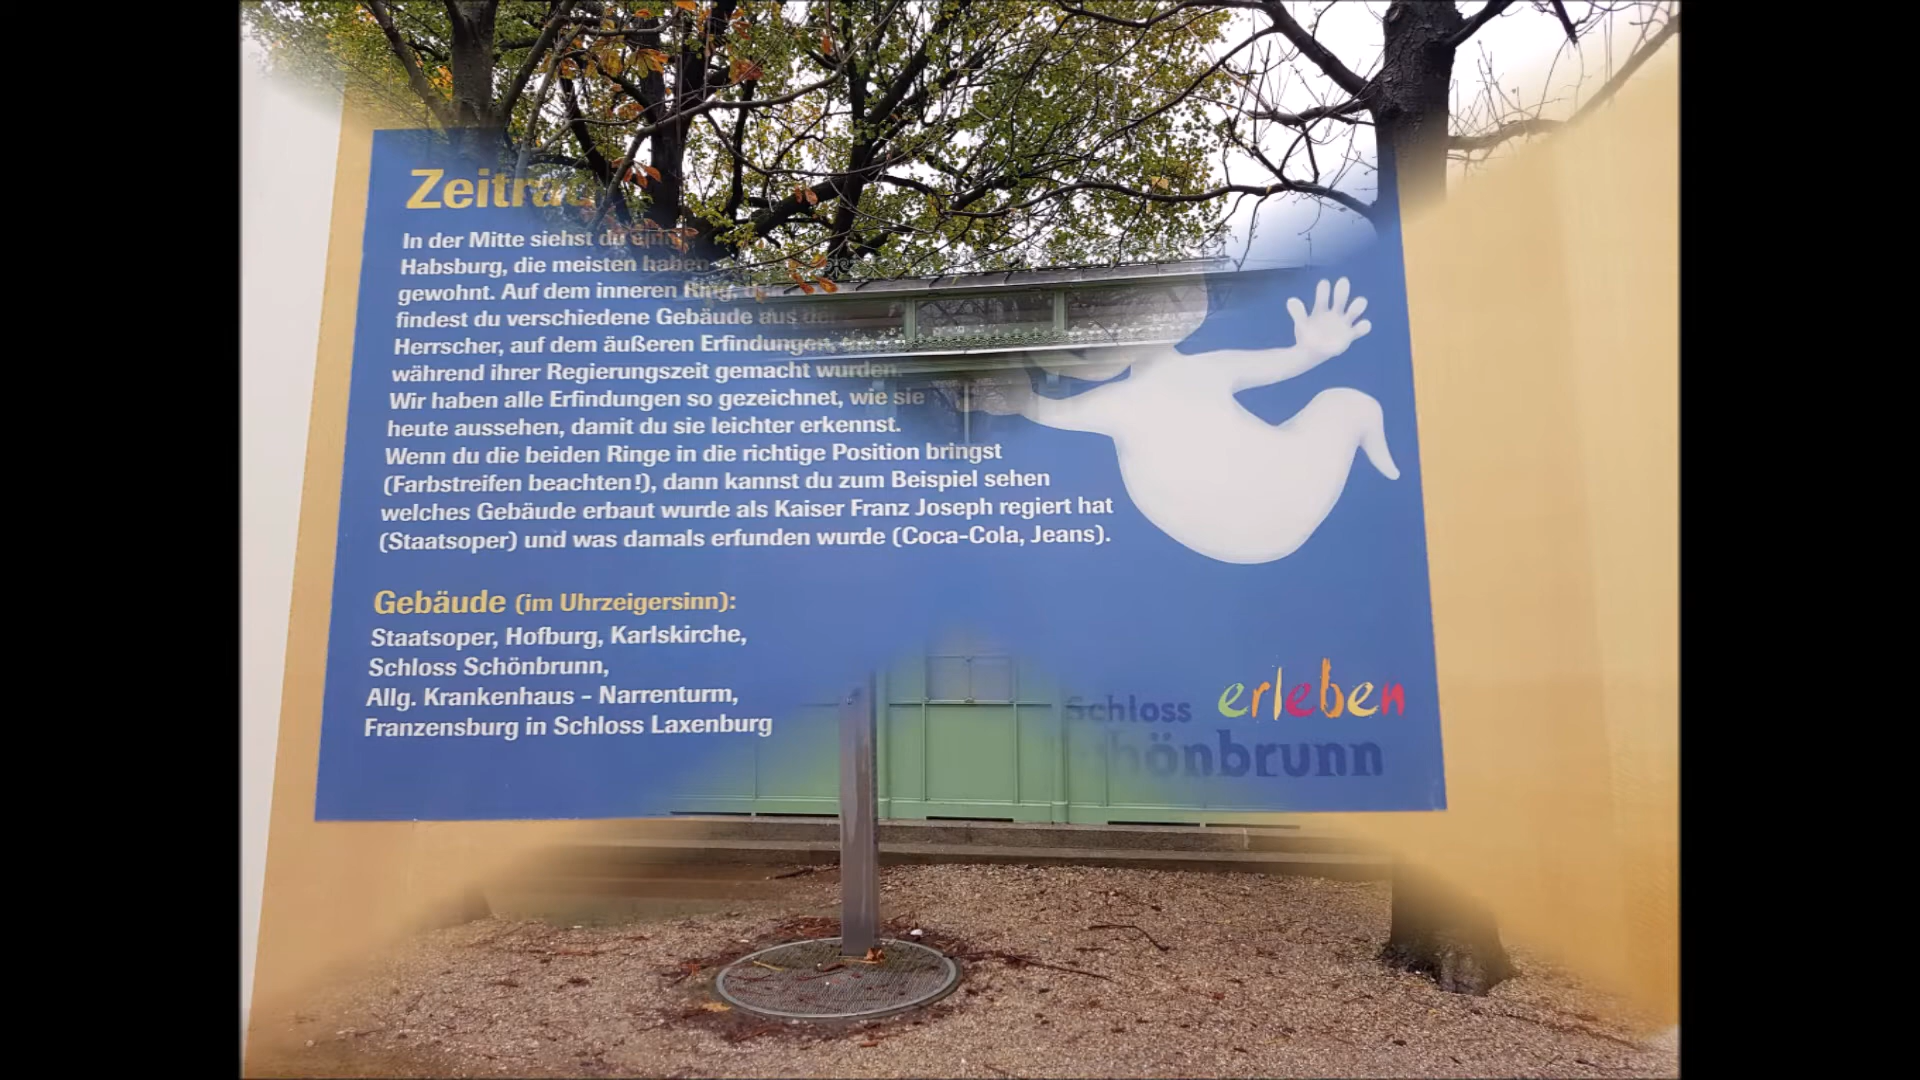 In der Mitte siehst du
Habsburg, die meisten haben
gewohnt. Auf dem inneren Ring,
findest du verschiedene Gebäude aus
Herrscher, auf dem äußeren Erfindungen,
während ihrer Regierungszeit gemacht wurden.
Wir haben alle Erfindungen so gezeichnet, wie sie
heute aussehen, damit du sie leichter erkennst.
Wenn du die beiden Ringe in die richtige Position bringst
(Farbstreifen beachten!), dann kannst du zum Beispiel sehen
welches Gebäude erbaut wurde als Kaiser Franz Joseph regiert hat
(Staatsoper) und was damals erfunden wurde (Coca-Cola, Jeans).
Gebäude (im Uhrzeigersinn):
Staatsoper, Hofburg, Karlskirche,
Schloss Schönbrunn,
Allg. Krankenhaus - Narrenturm,
Franzensburg in Schloss Laxenburg
Schloss erleben
Schönbrunn